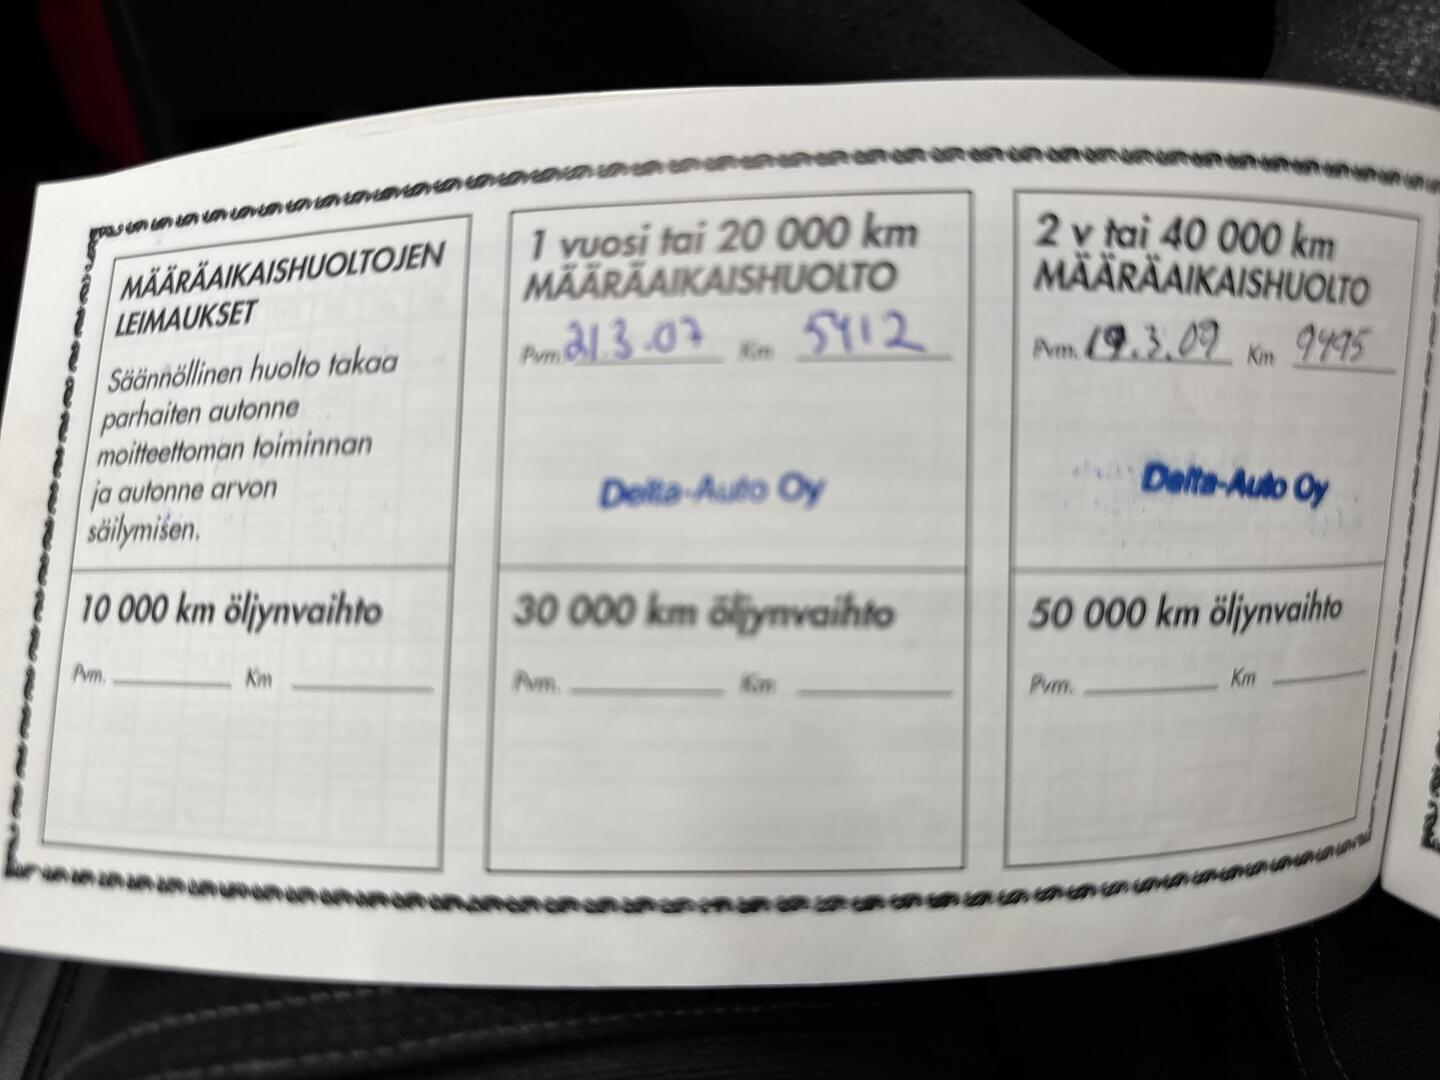 MÄÄRÄAIKAISHUOLTOJEN
LEIMAUKSET
Säännöllinen huolto takaa
parhaiten autonne
moitteettoman toiminnan
ja autonne arvon
säilymisen.
10 000 km öljynvaihto
Pvm. Km
1 vuosi tai 20 000 km
MÄÄRÄAIKAISHUOLTO
Pvm. 21.3.07 Km 5412
Delta-Auto Oy
30 000 km öljynvaihto
Pvm. Km
2 v tai 40 000 km
MÄÄRÄAIKAISHUOLTO
Pvm. 19.3.09 Km 9495
Delta-Auto Oy
50 000 km öljynvaihto
Pvm. Km